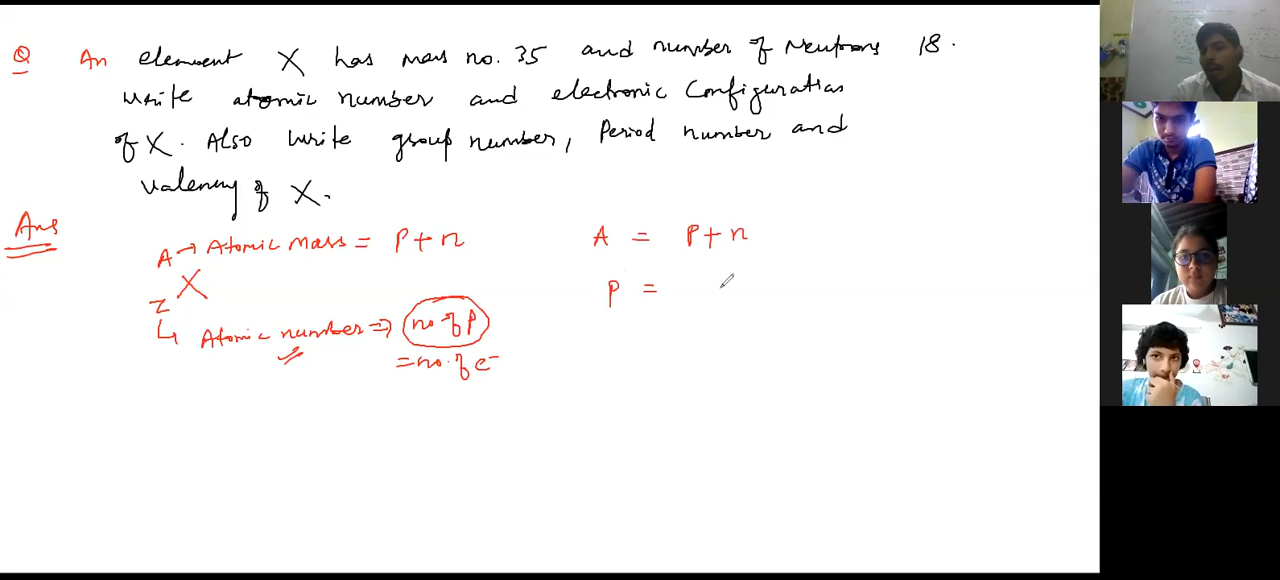 Q An element X has mass no. 35 and number of Neutrons 18.
write atomic number and electronic configuration
of X. Also write group number, Period number and
valency of X.
Ans
A → Atomic mass = P + n
X
Z
↳ Atomic number ⇒ no of P
= no. of e⁻
A = P + n
P =